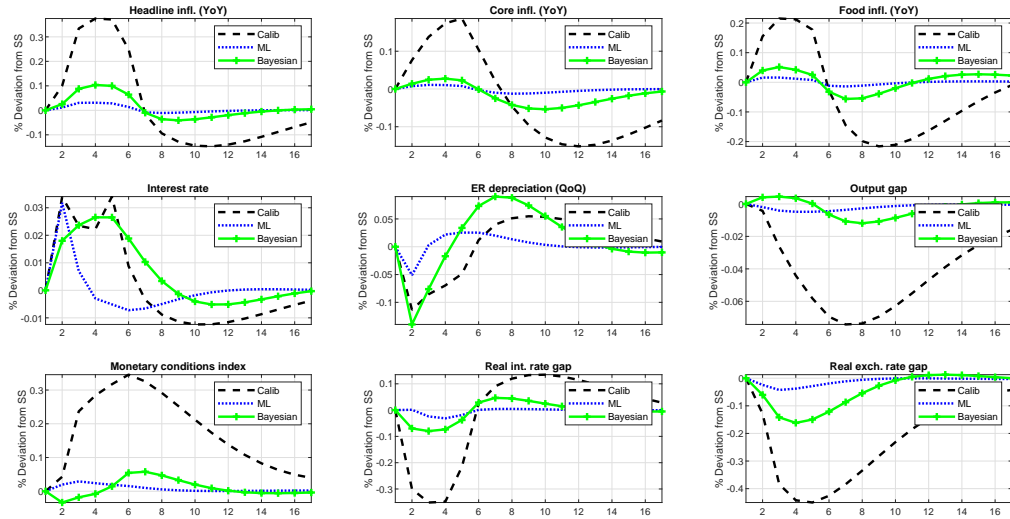 Headline infl. (YoY)
% Deviation from SS
0.3
0.2
0.1
0
-0.1
2 4 6 8 10 12 14 16
Calib
ML
Bayesian
Core infl. (YoY)
% Deviation from SS
0.1
0
-0.1
2 4 6 8 10 12 14 16
Calib
ML
Bayesian
Food infl. (YoY)
% Deviation from SS
0.2
0.1
0
-0.1
-0.2
2 4 6 8 10 12 14 16
Calib
ML
Bayesian
Interest rate
% Deviation from SS
0.03
0.02
0.01
0
-0.01
2 4 6 8 10 12 14 16
Calib
ML
Bayesian
ER depreciation (QoQ)
% Deviation from SS
0.05
0
-0.05
-0.1
2 4 6 8 10 12 14 16
Calib
ML
Bayesian
Output gap
% Deviation from SS
0
-0.02
-0.04
-0.06
2 4 6 8 10 12 14 16
Calib
ML
Bayesian
Monetary conditions index
% Deviation from SS
0.3
0.2
0.1
0
2 4 6 8 10 12 14 16
Calib
ML
Bayesian
Real int. rate gap
% Deviation from SS
0.1
0
-0.1
-0.2
-0.3
2 4 6 8 10 12 14 16
Calib
ML
Bayesian
Real exch. rate gap
% Deviation from SS
0
-0.1
-0.2
-0.3
-0.4
2 4 6 8 10 12 14 16
Calib
ML
Bayesian